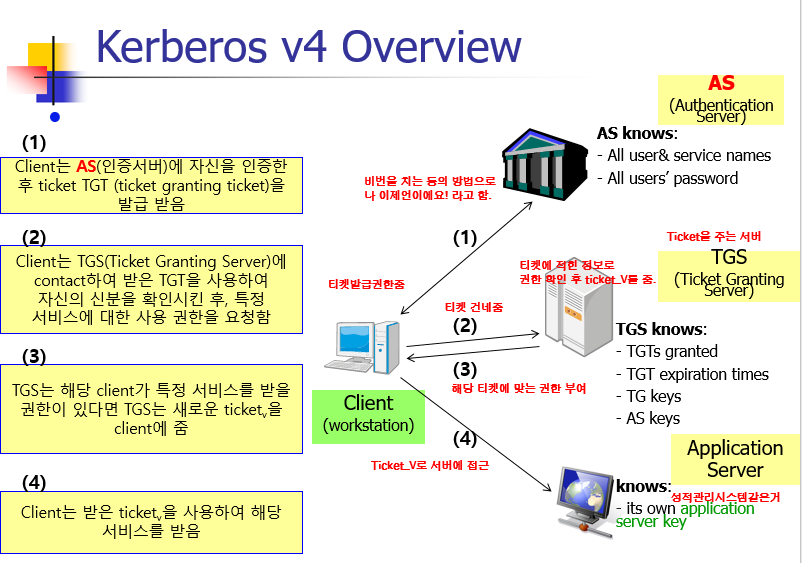 Kerberos v4 Overview
(1)
Client는 AS(인증서버)에 자신을 인증한
후 ticket TGT (ticket granting ticket)을
발급 받음
(2)
Client는 TGS(Ticket Granting Server)에
contact하여 받은 TGT을 사용하여
자신의 신분을 확인시킨 후, 특정
서비스에 대한 사용 권한을 요청함
(3)
TGS는 해당 client가 특정 서비스를 받을
권한이 있다면 TGS는 새로운 ticketv을
client에 줌
(4)
Client는 받은 ticketv을 사용하여 해당
서비스를 받음
AS
(Authentication
Server)
AS knows:
- All user& service names
- All users’ password
비번을 치는 등의 방법으로
나 이제언이에요! 라고 함.
(1)
Ticket을 주는 서버
TGS
(Ticket Granting
Server)
티켓에 적힌 정보로
권한 확인 후 ticket_V를 줌.
티켓발급권한줌
티켓 건네줌
(2)
(3)
해당 티켓에 맞는 권한 부여
TGS knows:
- TGTs granted
- TGT expiration times
- TG keys
- AS keys
Client
(workstation)
(4)
Ticket_V로 서버에 접근
Application
Server
knows:
성적관리시스템같은거
- its own application
server key